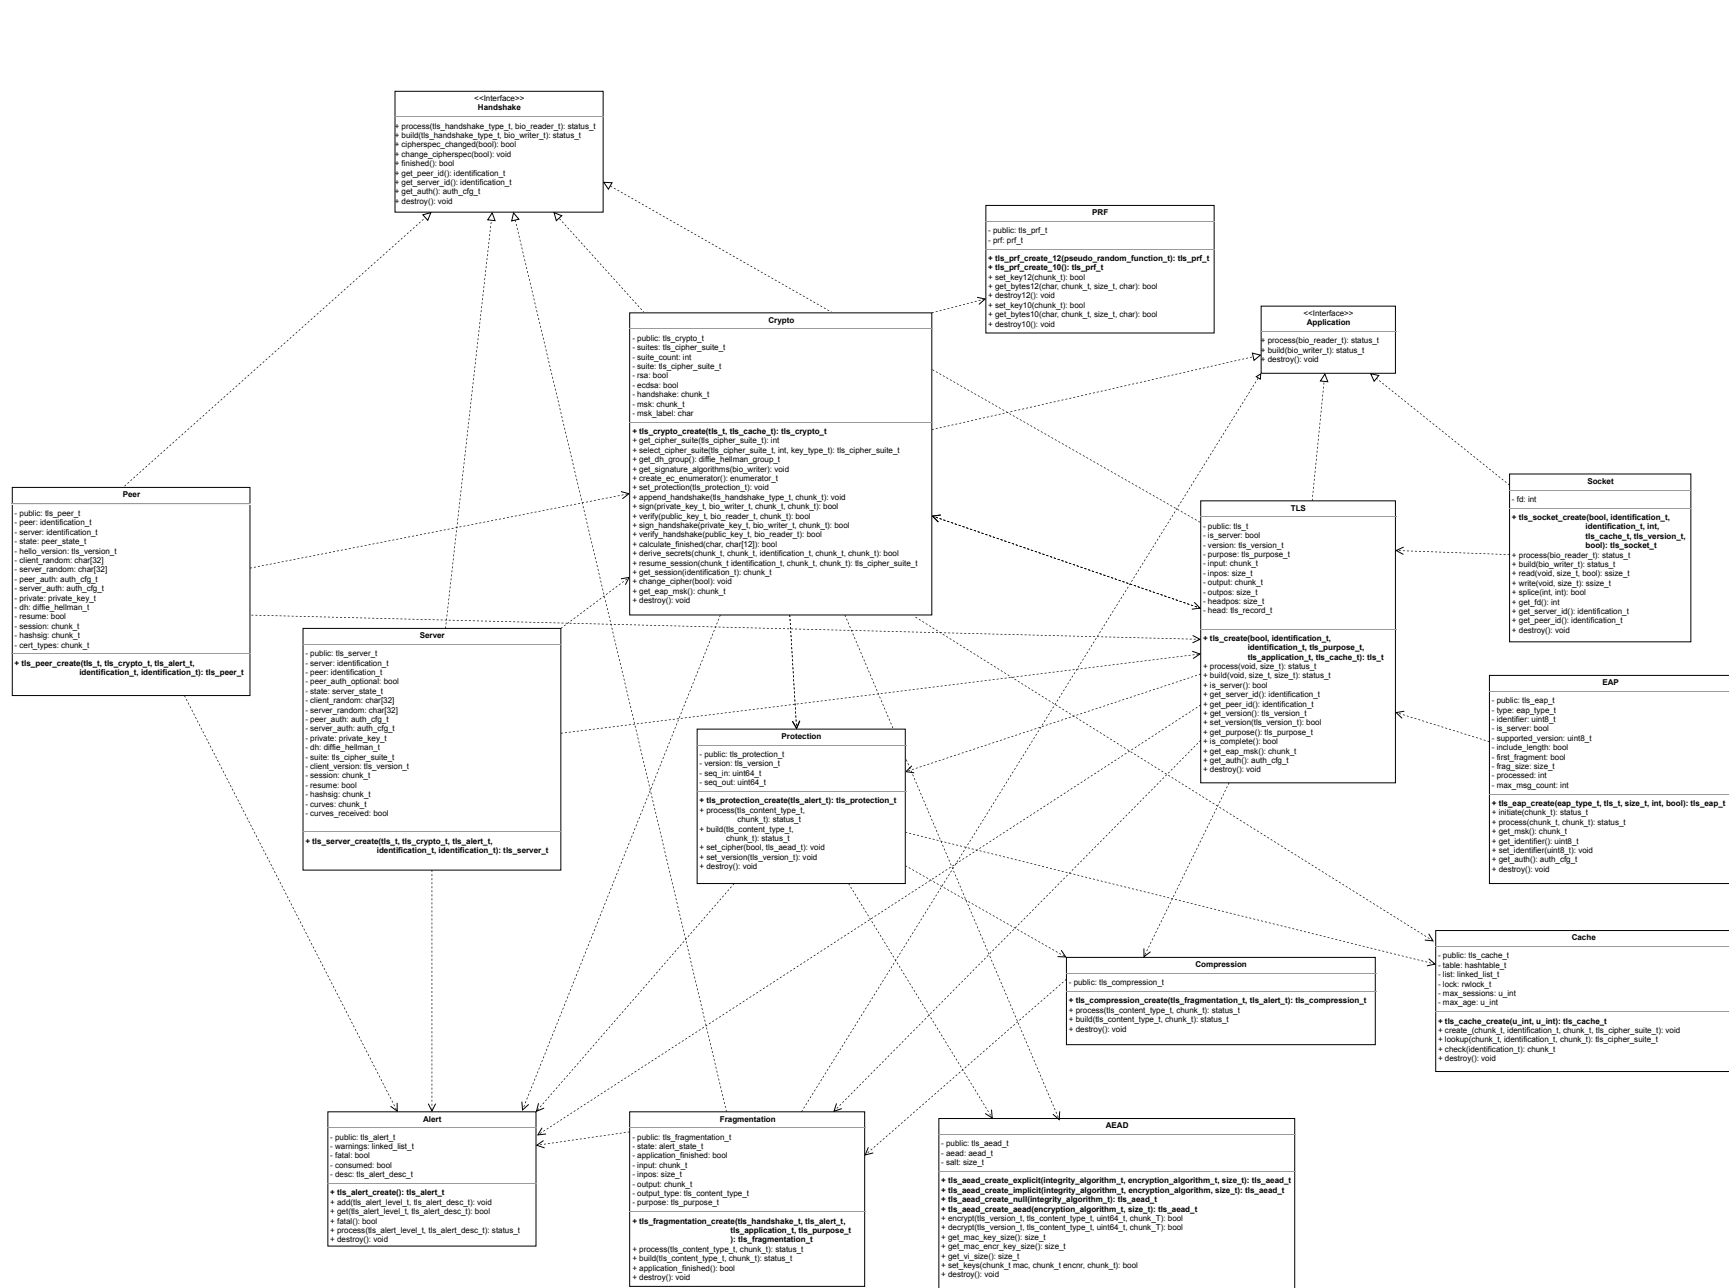 <<Interface>>
Handshake
+ process(tls_handshake_type_t, bio_reader_t): status_t
+ build(tls_handshake_type_t, bio_writer_t): status_t
+ cipherspec_changed(bool): bool
+ change_cipherspec(bool): void
+ finished(): bool
+ get_peer_id(): identification_t
+ get_server_id(): identification_t
+ get_auth(): auth_cfg_t
+ destroy(): void
PRF
- public: tls_prf_t
- prf: prf_t
+ tls_prf_create_12(pseudo_random_function_t): tls_prf_t
+ tls_prf_create_10(): tls_prf_t
+ set_key12(chunk_t): bool
+ get_bytes12(char, chunk_t, size_t, char): bool
+ destroy12(): void
+ set_key10(chunk_t): bool
+ get_bytes10(char, chunk_t, size_t, char): bool
+ destroy10(): void
<<Interface>>
Application
+ process(bio_reader_t): status_t
+ build(bio_writer_t): status_t
+ destroy(): void
Crypto
- public: tls_crypto_t
- suites: tls_cipher_suite_t
- suite_count: int
- suite: tls_cipher_suite_t
- rsa: bool
- ecdsa: bool
- handshake: chunk_t
- msk: chunk_t
- msk_label: char
+ tls_crypto_create(tls_t, tls_cache_t): tls_crypto_t
+ get_cipher_suite(tls_cipher_suite_t): int
+ select_cipher_suite(tls_cipher_suite_t, int, key_type_t): tls_cipher_suite_t
+ get_dh_group(): diffie_hellman_group_t
+ get_signature_algorithms(bio_writer): void
+ create_ec_enumerator(): enumerator_t
+ set_protection(tls_protection_t): void
+ append_handshake(tls_handshake_type_t, chunk_t): void
+ sign(private_key_t, bio_writer_t, chunk_t, chunk_t): bool
+ verify(public_key_t, bio_reader_t, chunk_t): bool
+ sign_handshake(private_key_t, bio_writer_t, chunk_t): bool
+ verify_handshake(public_key_t, bio_reader_t): bool
+ calculate_finished(char, char[12]): bool
+ derive_secrets(chunk_t, chunk_t, identification_t, chunk_t, chunk_t): bool
+ resume_session(chunk_t identification_t, chunk_t, chunk_t): tls_cipher_suite_t
+ get_session(identification_t): chunk_t
+ change_cipher(bool): void
+ get_eap_msk(): chunk_t
+ destroy(): void
Peer
- public: tls_peer_t
- peer: identification_t
- server: identification_t
- state: peer_state_t
- hello_version: tls_version_t
- client_random: char[32]
- server_random: char[32]
- peer_auth: auth_cfg_t
- server_auth: auth_cfg_t
- private: private_key_t
- dh: diffie_hellman_t
- resume: bool
- session: chunk_t
- hashsig: chunk_t
- cert_types: chunk_t
+ tls_peer_create(tls_t, tls_crypto_t, tls_alert_t,
identification_t, identification_t): tls_peer_t
TLS
- public: tls_t
- is_server: bool
- version: tls_version_t
- purpose: tls_purpose_t
- input: chunk_t
- inpos: size_t
- output: chunk_t
- outpos: size_t
- headpos: size_t
- head: tls_record_t
+ tls_create(bool, identification_t,
identification_t, tls_purpose_t,
tls_application_t, tls_cache_t): tls_t
+ process(void, size_t): status_t
+ build(void, size_t, size_t): status_t
+ is_server(): bool
+ get_server_id(): identification_t
+ get_peer_id(): identification_t
+ get_version(): tls_version_t
+ set_version(tls_version_t): bool
+ get_purpose(): tls_purpose_t
+ is_complete(): bool
+ get_eap_msk(): chunk_t
+ get_auth(): auth_cfg_t
+ destroy(): void
Socket
- fd: int
+ tls_socket_create(bool, identification_t,
identification_t, int,
tls_cache_t, tls_version_t,
bool): tls_socket_t
+ process(bio_reader_t): status_t
+ build(bio_writer_t): status_t
+ read(void, size_t, bool): ssize_t
+ write(void, size_t): ssize_t
+ splice(int, int): bool
+ get_fd(): int
+ get_server_id(): identification_t
+ get_peer_id(): identification_t
+ destroy(): void
Server
- public: tls_server_t
- server: identification_t
- peer: identification_t
- peer_auth_optional: bool
- state: server_state_t
- client_random: char[32]
- server_random: char[32]
- peer_auth: auth_cfg_t
- server_auth: auth_cfg_t
- private: private_key_t
- dh: diffie_hellman_t
- suite: tls_cipher_suite_t
- client_version: tls_version_t
- session: chunk_t
- resume: bool
- hashsig: chunk_t
- curves: chunk_t
- curves_received: bool
+ tls_server_create(tls_t, tls_crypto_t, tls_alert_t,
identification_t, identification_t): tls_server_t
EAP
- public: tls_eap_t
- type: eap_type_t
- identifier: uint8_t
- is_server: bool
- supported_version: uint8_t
- include_length: bool
- first_fragment: bool
- frag_size: size_t
- processed: int
- max_msg_count: int
+ tls_eap_create(eap_type_t, tls_t, size_t, int, bool): tls_eap_t
+ initiate(chunk_t): status_t
+ process(chunk_t, chunk_t): status_t
+ get_msk(): chunk_t
+ get_identifier(): uint8_t
+ set_identifier(uint8_t): void
+ get_auth(): auth_cfg_t
+ destroy(): void
Protection
- public: tls_protection_t
- version: tls_version_t
- seq_in: uint64_t
- seq_out: uint64_t
+ tls_protection_create(tls_alert_t): tls_protection_t
+ process(tls_content_type_t,
chunk_t): status_t
+ build(tls_content_type_t,
chunk_t): status_t
+ set_cipher(bool, tls_aead_t): void
+ set_version(tls_version_t): void
+ destroy(): void
Cache
- public: tls_cache_t
- table: hashtable_t
- list: linked_list_t
- lock: rwlock_t
- max_sessions: u_int
- max_age: u_int
+ tls_cache_create(u_int, u_int): tls_cache_t
+ create_(chunk_t, identification_t, chunk_t, tls_cipher_suite_t): void
+ lookup(chunk_t, identification_t, chunk_t): tls_cipher_suite_t
+ check(identification_t): chunk_t
+ destroy(): void
Compression
- public: tls_compression_t
+ tls_compression_create(tls_fragmentation_t, tls_alert_t): tls_compression_t
+ process(tls_content_type_t, chunk_t): status_t
+ build(tls_content_type_t, chunk_t): status_t
+ destroy(): void
Alert
- public: tls_alert_t
- warnings: linked_list_t
- fatal: bool
- consumed: bool
- desc: tls_alert_desc_t
+ tls_alert_create(): tls_alert_t
+ add(tls_alert_level_t, tls_alert_desc_t): void
+ get(tls_alert_level_t, tls_alert_desc_t): bool
+ fatal(): bool
+ process(tls_alert_level_t, tls_alert_desc_t): status_t
+ destroy(): void
Fragmentation
- public: tls_fragmentation_t
- state: alert_state_t
- application_finished: bool
- input: chunk_t
- inpos: size_t
- output: chunk_t
- output_type: tls_content_type_t
- purpose: tls_purpose_t
+ tls_fragmentation_create(tls_handshake_t, tls_alert_t,
tls_application_t, tls_purpose_t
): tls_fragmentation_t
+ process(tls_content_type_t, chunk_t): status_t
+ build(tls_content_type_t, chunk_t): status_t
+ application_finished(): bool
+ destroy(): void
AEAD
- public: tls_aead_t
- aead: aead_t
- salt: size_t
+ tls_aead_create_explicit(integrity_algorithm_t, encryption_algorithm_t, size_t): tls_aead_t
+ tls_aead_create_implicit(integrity_algorithm_t, encryption_algorithm, size_t): tls_aead_t
+ tls_aead_create_null(integrity_algorithm_t): tls_aead_t
+ tls_aead_create_aead(encryption_algorithm_t, size_t): tls_aead_t
+ encrypt(tls_version_t, tls_content_type_t, uint64_t, chunk_T): bool
+ decrypt(tls_version_t, tls_content_type_t, uint64_t, chunk_T): bool
+ get_mac_key_size(): size_t
+ get_mac_encr_key_size(): size_t
+ get_vi_size(): size_t
+ set_keys(chunk_t mac, chunk_t encnr, chunk_t): bool
+ destroy(): void